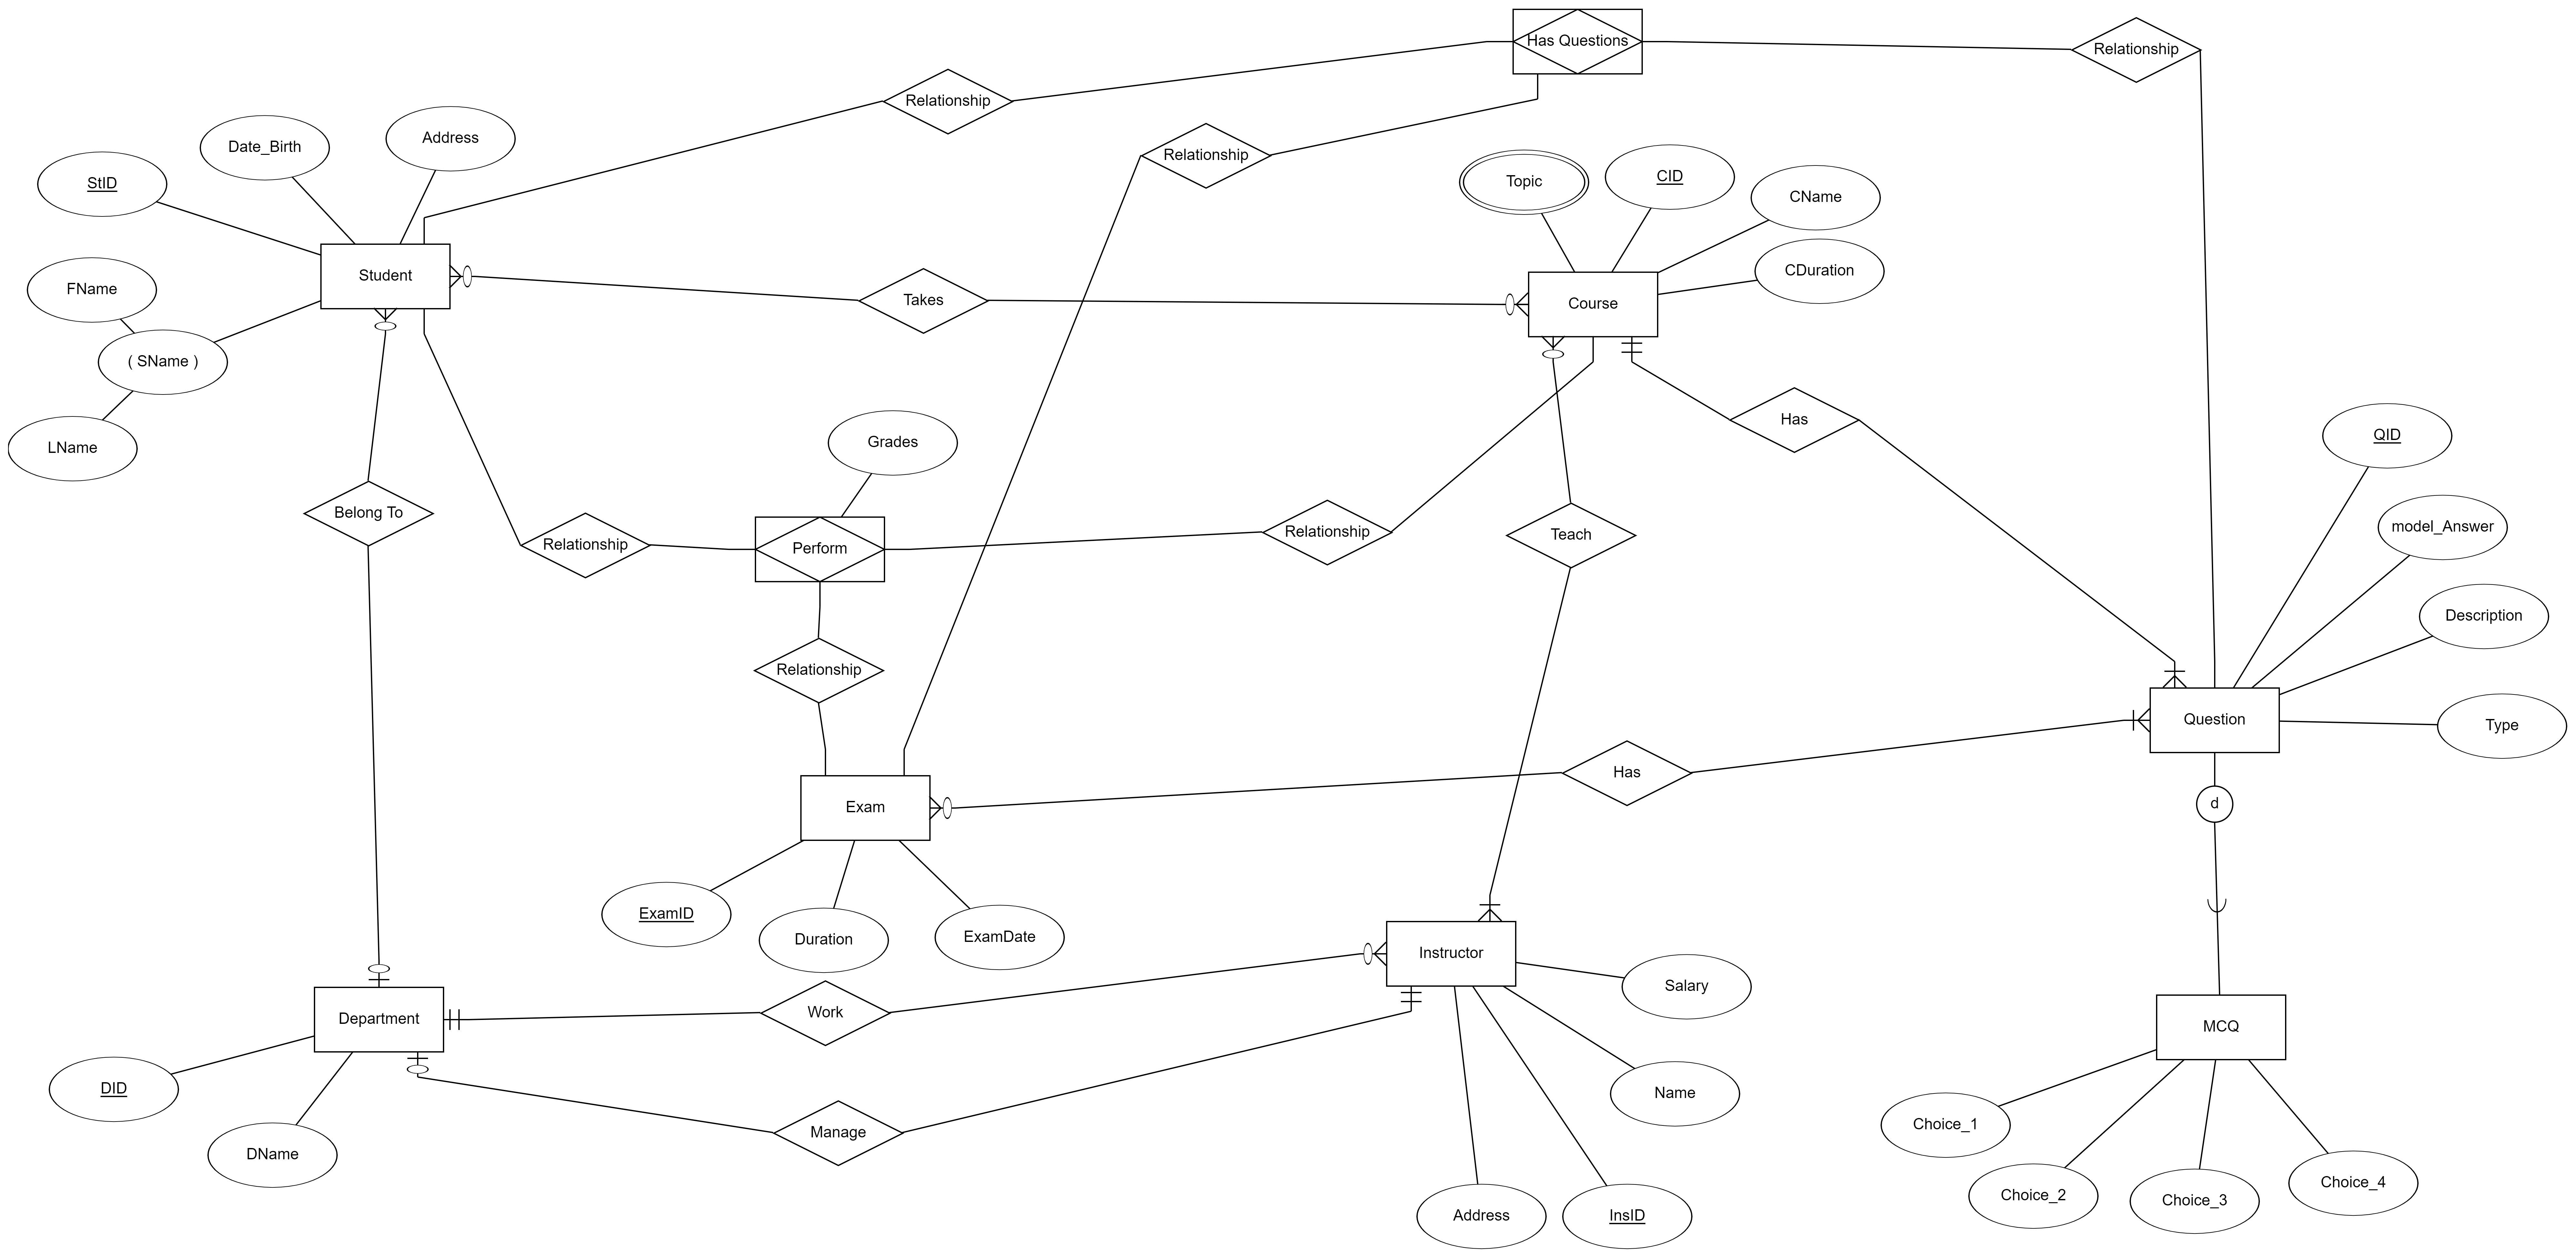 Has Questions
Relationship
Relationship
Address
Date_Birth
Relationship
StID
Topic
CID
CName
CDuration
Student
FName
Takes
Course
( SName )
LName
Has
Grades
QID
Belong To
model_Answer
Relationship
Perform
Relationship
Teach
Description
Relationship
Question
Type
Has
Exam
d
ExamID
Duration
ExamDate
Instructor
Salary
Department
Work
MCQ
DID
Name
Manage
Choice_1
DName
Choice_2
Choice_3
Choice_4
Address
InsID